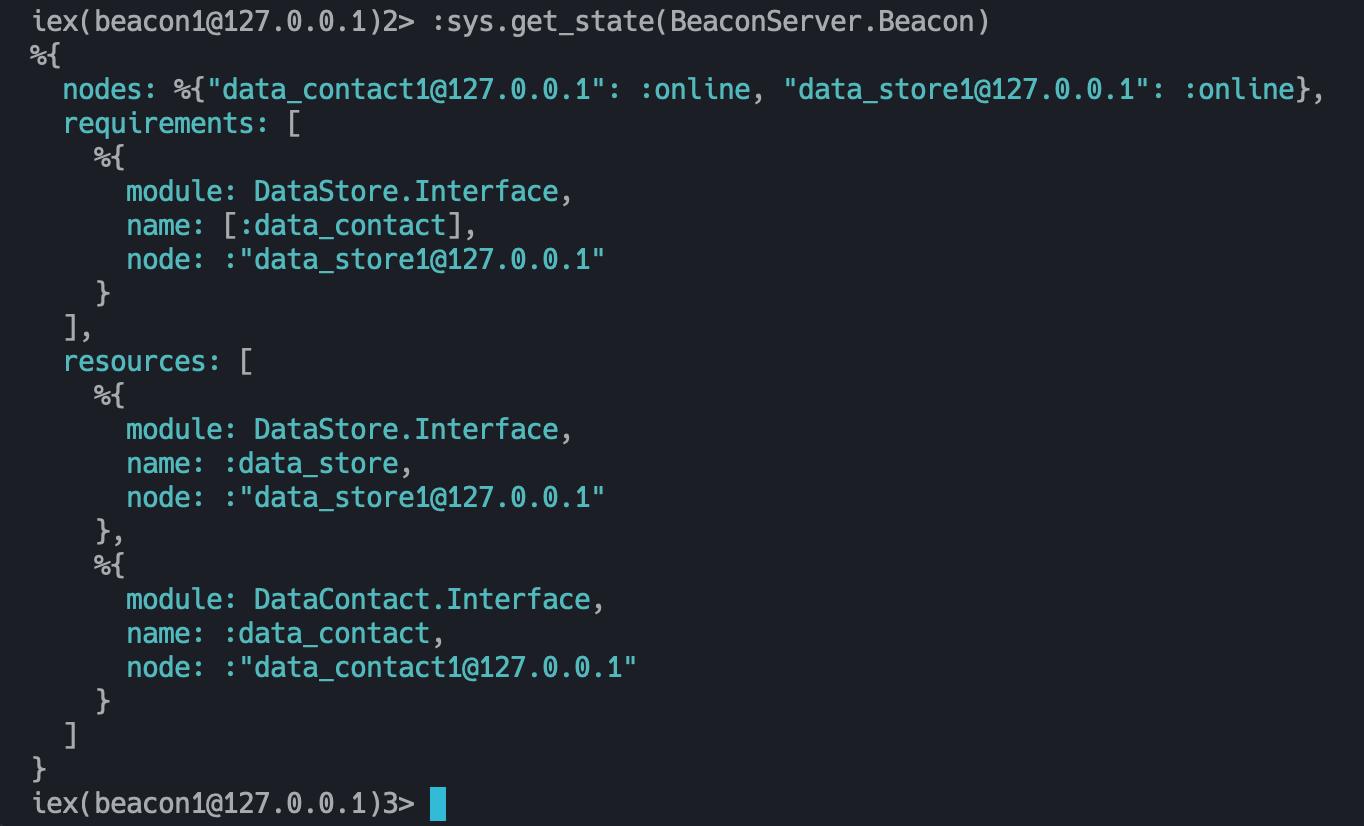 iex(beacon1@127.0.0.1)2> :sys.get_state(BeaconServer.Beacon)
%{
  nodes: %{"data_contact1@127.0.0.1": :online, "data_store1@127.0.0.1": :online},
  requirements: [
    %{
      module: DataStore.Interface,
      name: [:data_contact],
      node: :"data_store1@127.0.0.1"
    }
  ],
  resources: [
    %{
      module: DataStore.Interface,
      name: :data_store,
      node: :"data_store1@127.0.0.1"
    },
    %{
      module: DataContact.Interface,
      name: :data_contact,
      node: :"data_contact1@127.0.0.1"
    }
  ]
}
iex(beacon1@127.0.0.1)3>